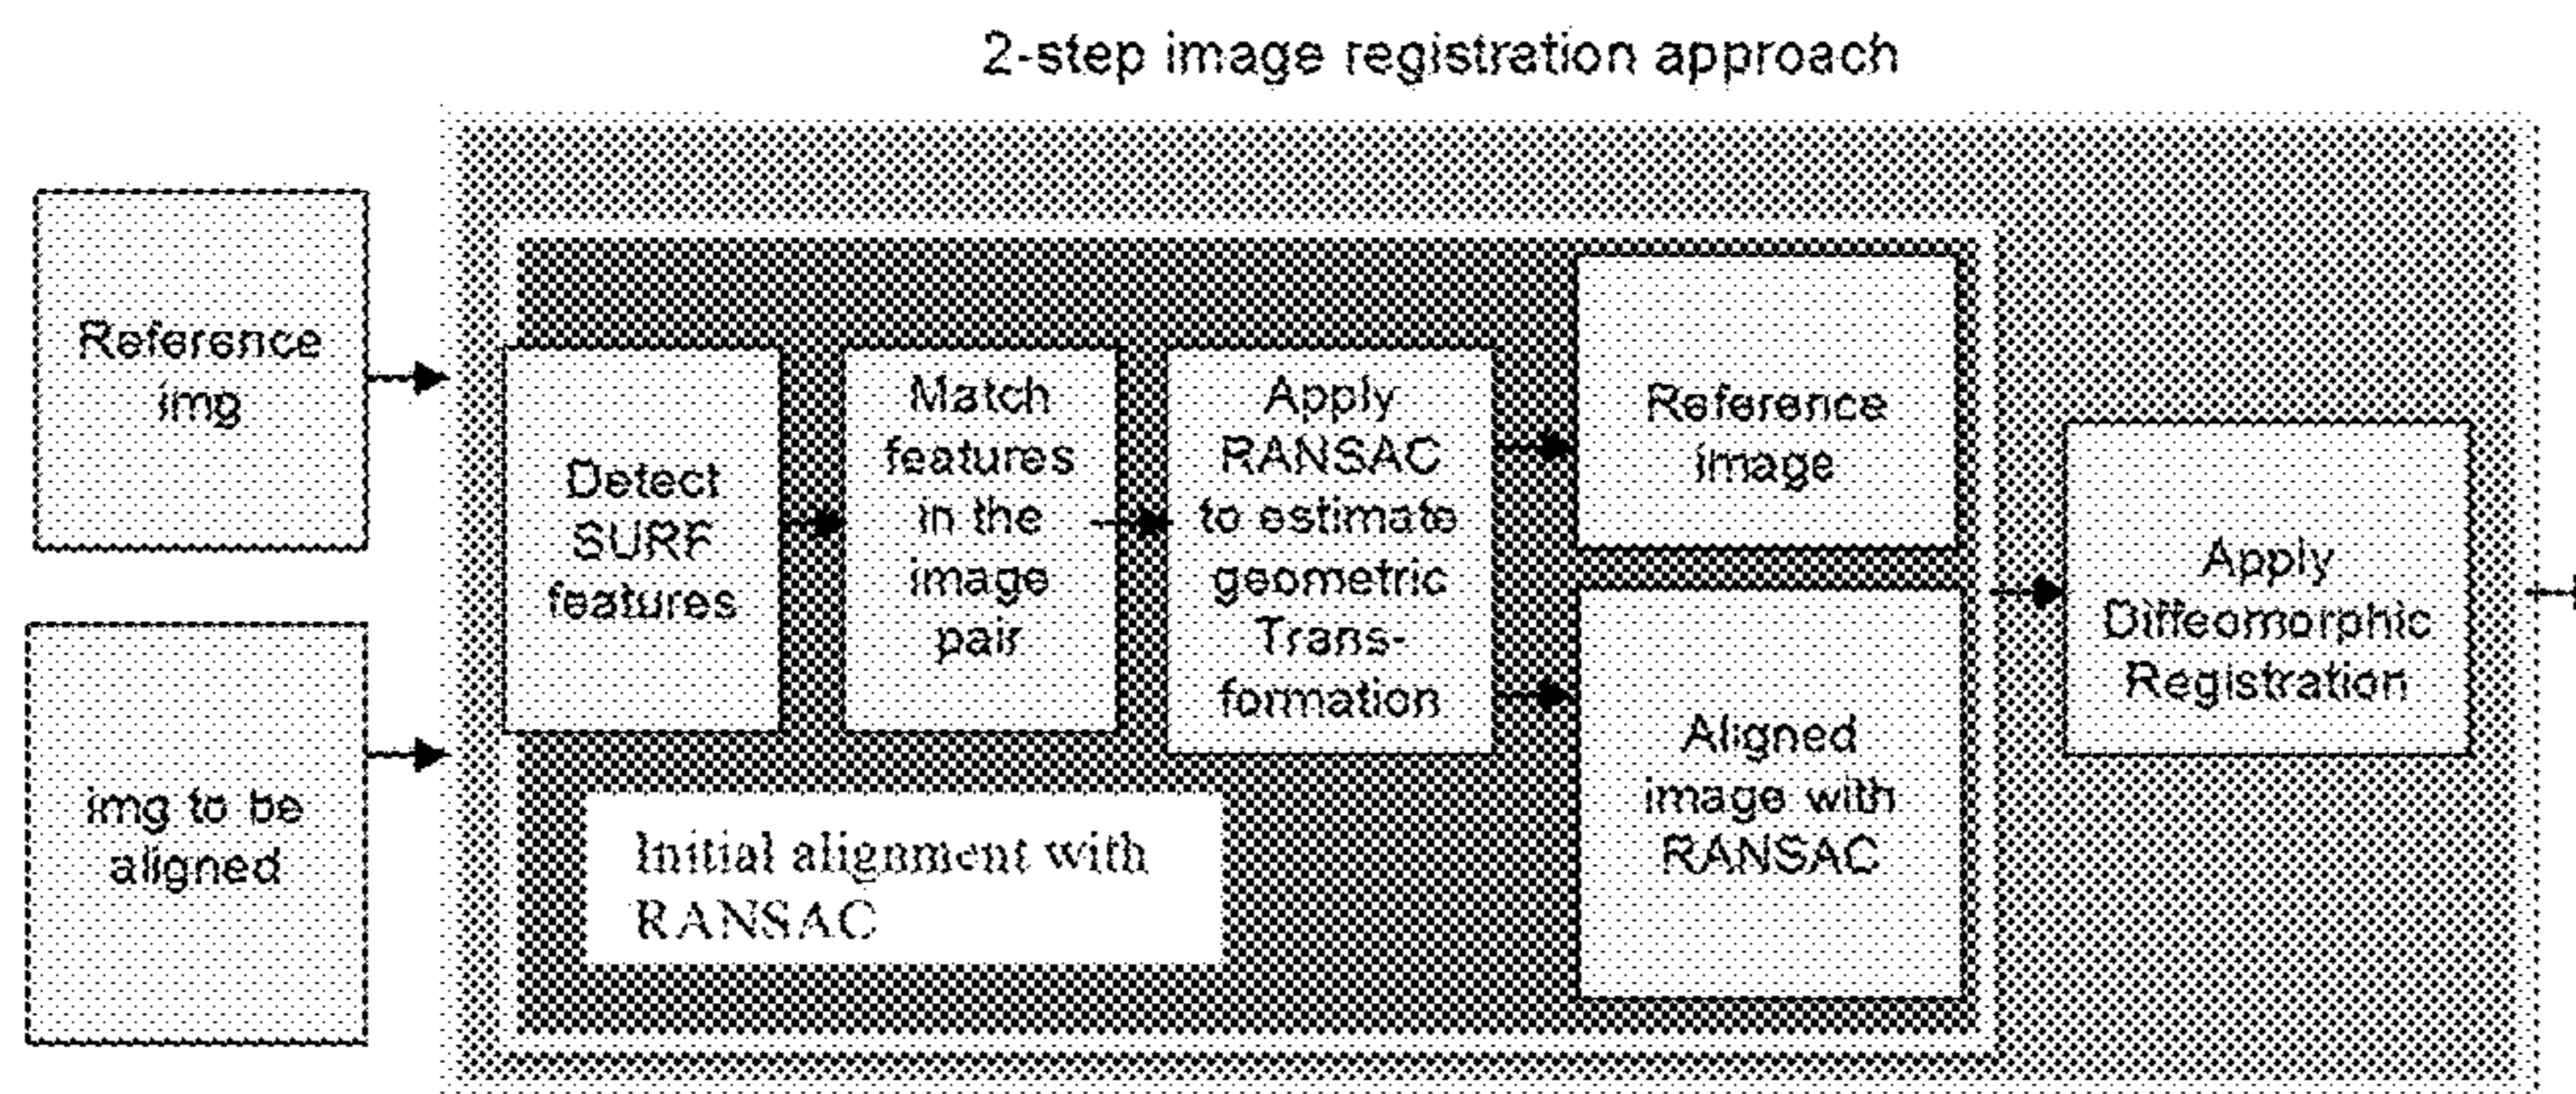 2-step image registration approach
Reference
img
img to be
aligned
Detect
SURF
features
Match
features
in the
image
pair
Apply
RANSAC
to estimate
geometric
Trans-
formation
Reference
image
Aligned
image with
RANSAC
Initial alignment with
RANSAC
Apply
Diffeomorphic
Registration